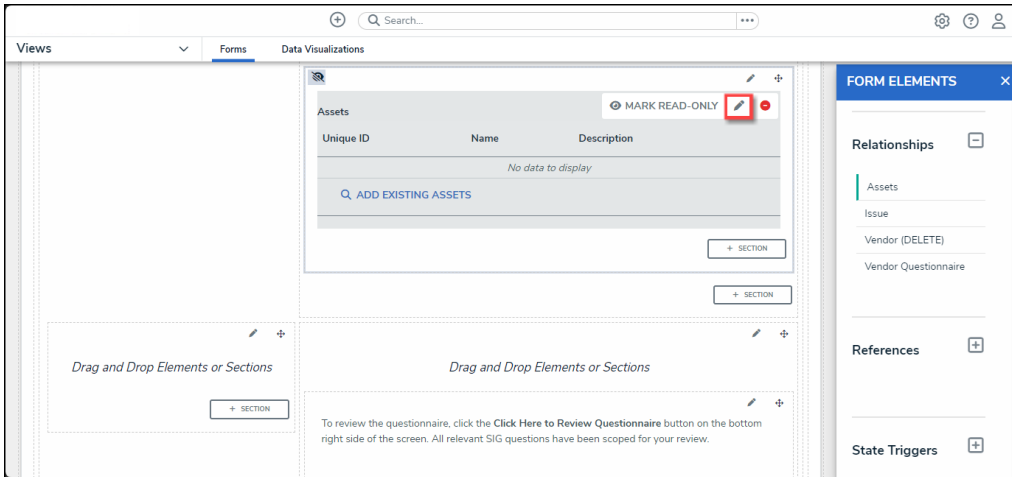 Search...
Views
Forms
Data Visualizations
FORM ELEMENTS
Assets
MARK READ-ONLY
Unique ID Name Description
No data to display
ADD EXISTING ASSETS
+ SECTION
+ SECTION
Drag and Drop Elements or Sections
+ SECTION
Drag and Drop Elements or Sections
To review the questionnaire, click the Click Here to Review Questionnaire button on the bottom
right side of the screen. All relevant SIG questions have been scoped for your review.
Relationships
Assets
Issue
Vendor (DELETE)
Vendor Questionnaire
References
State Triggers